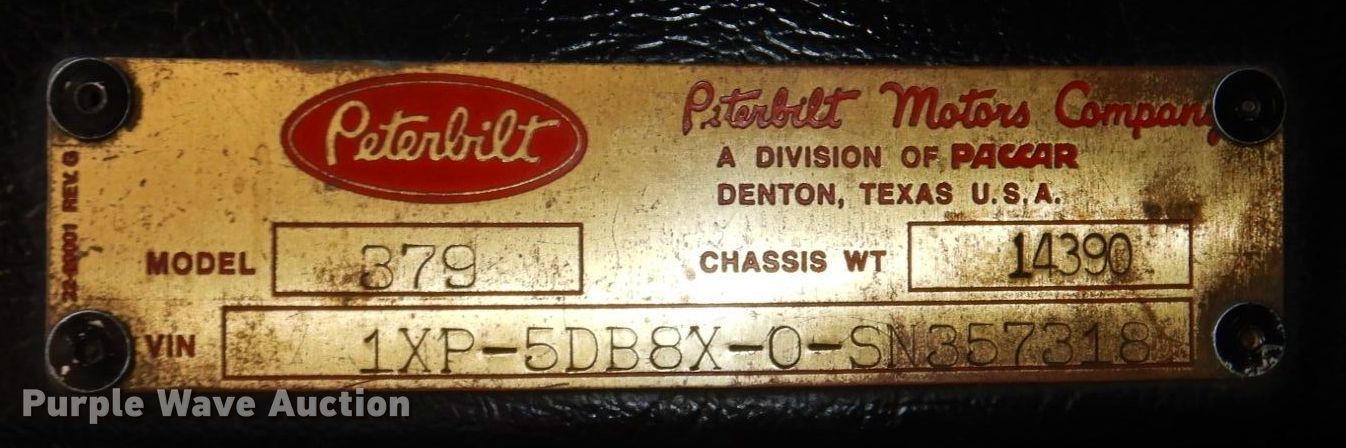 Peterbilt
Peterbilt Motors Company
A DIVISION OF PACCAR
DENTON, TEXAS U.S.A.
MODEL 379
CHASSIS WT 14390
VIN 1XP-5DB8X-0-SN357318
REV. G
Purple Wave Auction